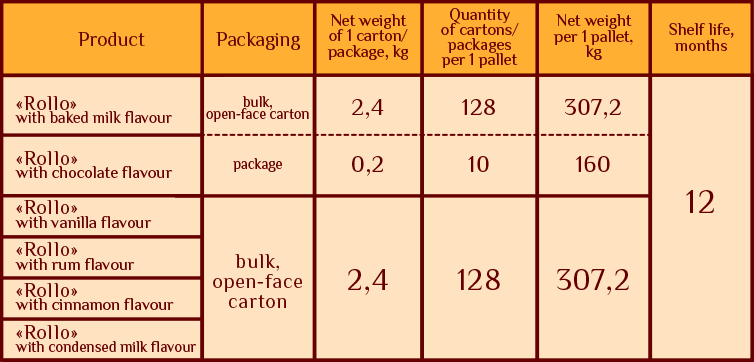 Product
Packaging
Net weight
of 1 carton/
package, kg
Quantity
of cartons/
packages
per 1 pallet
Net weight
per 1 pallet,
kg
Shelf life,
months
«Rollo»
with baked milk flavour
bulk,
open-face carton
2,4
128
307,2
«Rollo»
with chocolate flavour
package
0,2
10
160
12
«Rollo»
with vanilla flavour
«Rollo»
with rum flavour
«Rollo»
with cinnamon flavour
«Rollo»
with condensed milk flavour
bulk,
open-face
carton
2,4
128
307,2